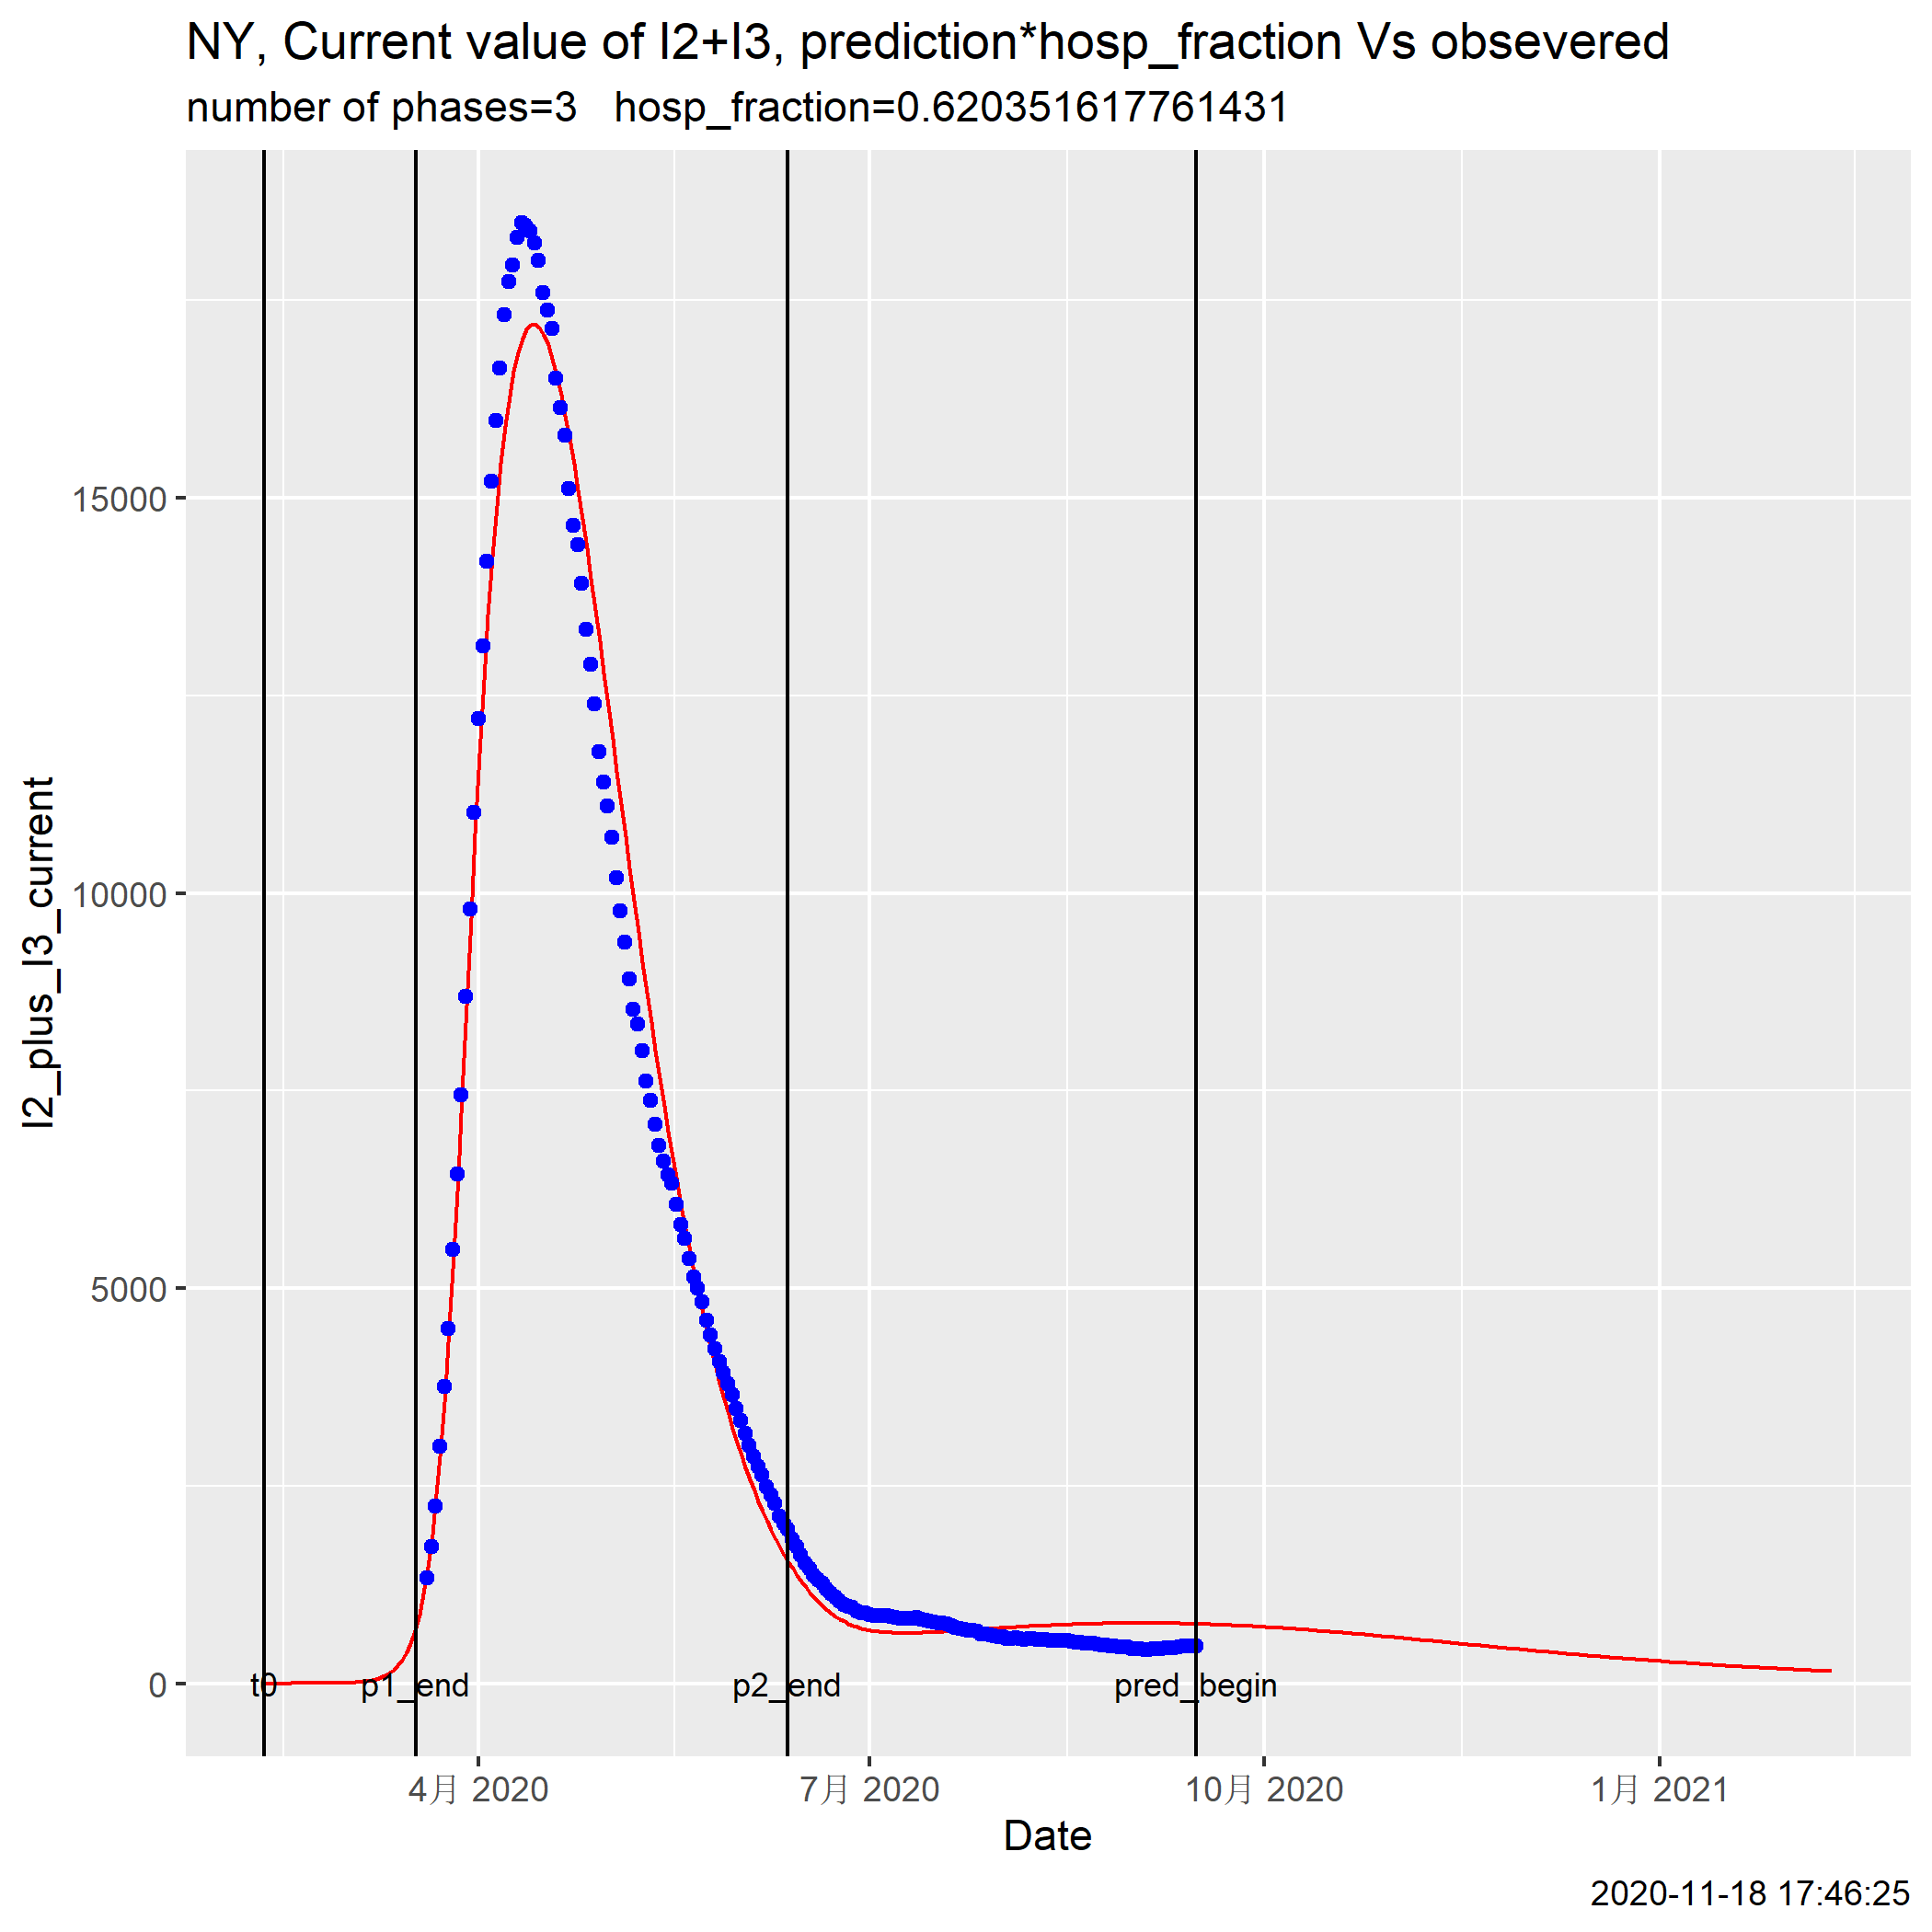 NY, Current value of I2+I3, prediction*hosp_fraction Vs obsevered
number of phases=3 hosp_fraction=0.620351617761431
I2_plus_I3_current
15000
10000
5000
0
t0 p1_end p2_end pred_begin
4月 2020 7月 2020 10月 2020 1月 2021
Date
2020-11-18 17:46:25